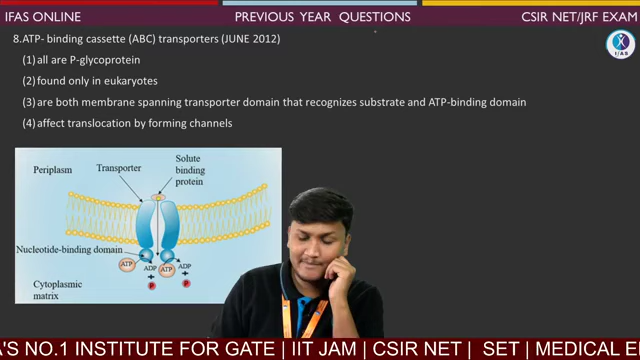 IFAS ONLINE
PREVIOUS YEAR QUESTIONS
CSIR NET/JRF EXAM
8.ATP- binding cassette (ABC) transporters (JUNE 2012)
(1) all are P-glycoprotein
(2) found only in eukaryotes
(3) are both membrane spanning transporter domain that recognizes substrate and ATP-binding domain
(4) affect translocation by forming channels
IFAS
Periplasm
Transporter
Solute
binding
protein
Nucleotide-binding domain
ATP
ADP
+
P
ATP
ADP
+
P
Cytoplasmic
matrix
A'S NO.1 INSTITUTE FOR GATE | IIT JAM | CSIR NET | SET | MEDICAL E